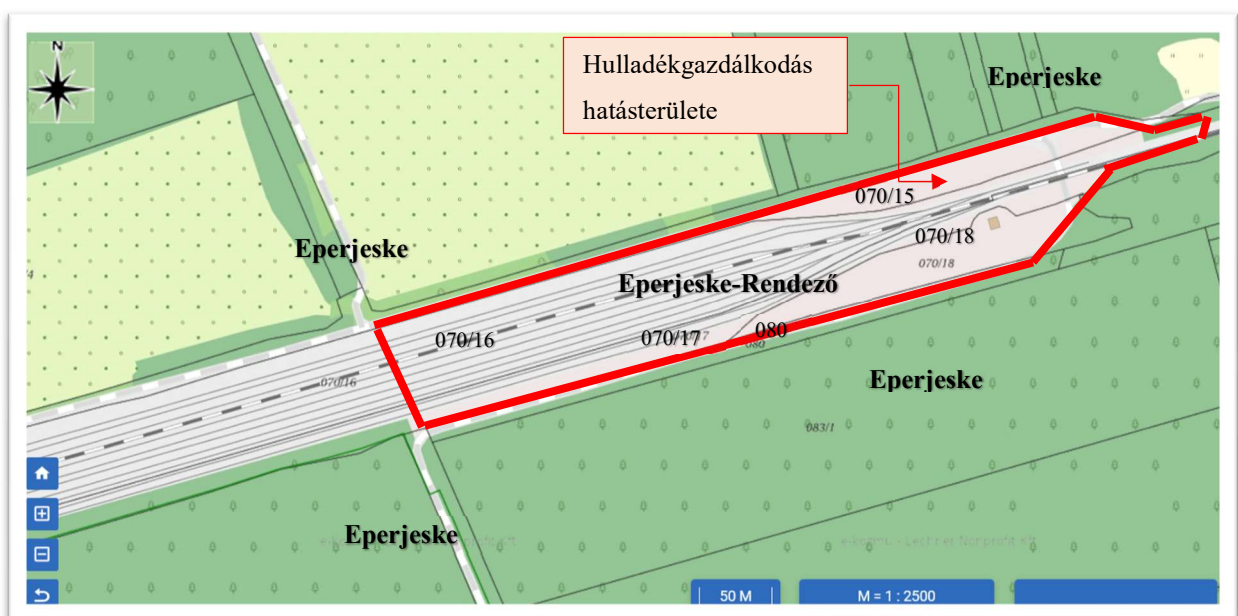 N
Hulladékgazdálkodás
hatásterülete
Eperjeske
070/15
Eperjeske
070/18
070/18
Eperjeske-Rendező
070/16
070/17
080
080
070/16
Eperjeske
083/1
Eperjeske
50 M
M = 1 : 2500